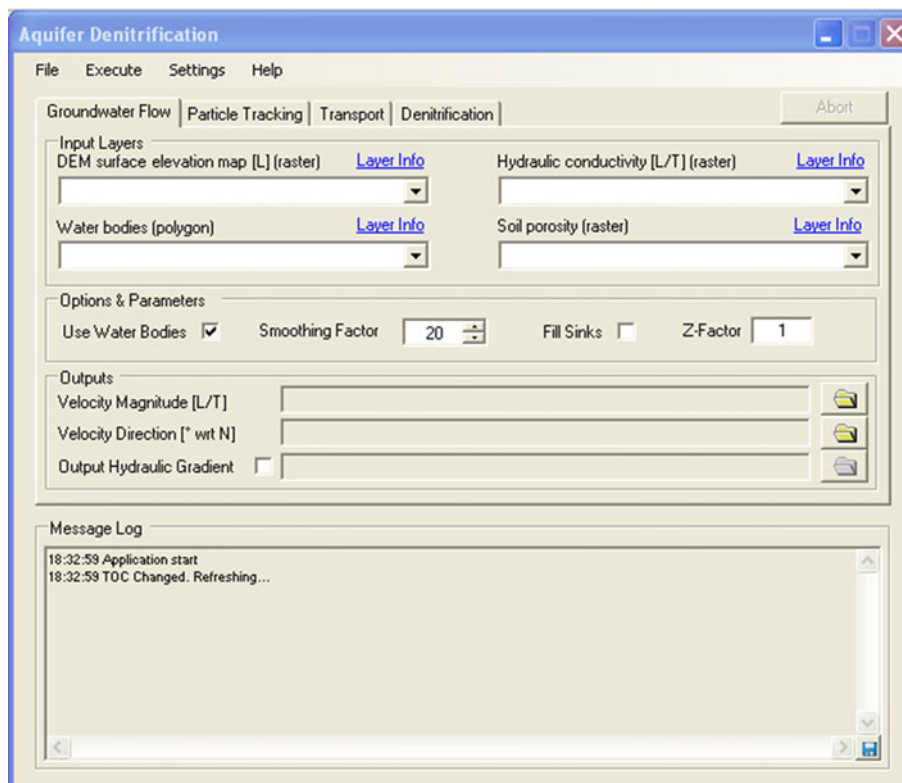 Aquifer Denitrification
File Execute Settings Help
Groundwater Flow Particle Tracking Transport Denitrification Abort
Input Layers
DEM surface elevation map [L] (raster) Layer Info Hydraulic conductivity [L/T] (raster) Layer Info
Water bodies (polygon) Layer Info Soil porosity (raster) Layer Info
Options & Parameters
Use Water Bodies Smoothing Factor 20 Fill Sinks Z-Factor 1
Outputs
Velocity Magnitude [L/T]
Velocity Direction [° wrt N]
Output Hydraulic Gradient
Message Log
18:32:59 Application start
18:32:59 TOC Changed. Refreshing...